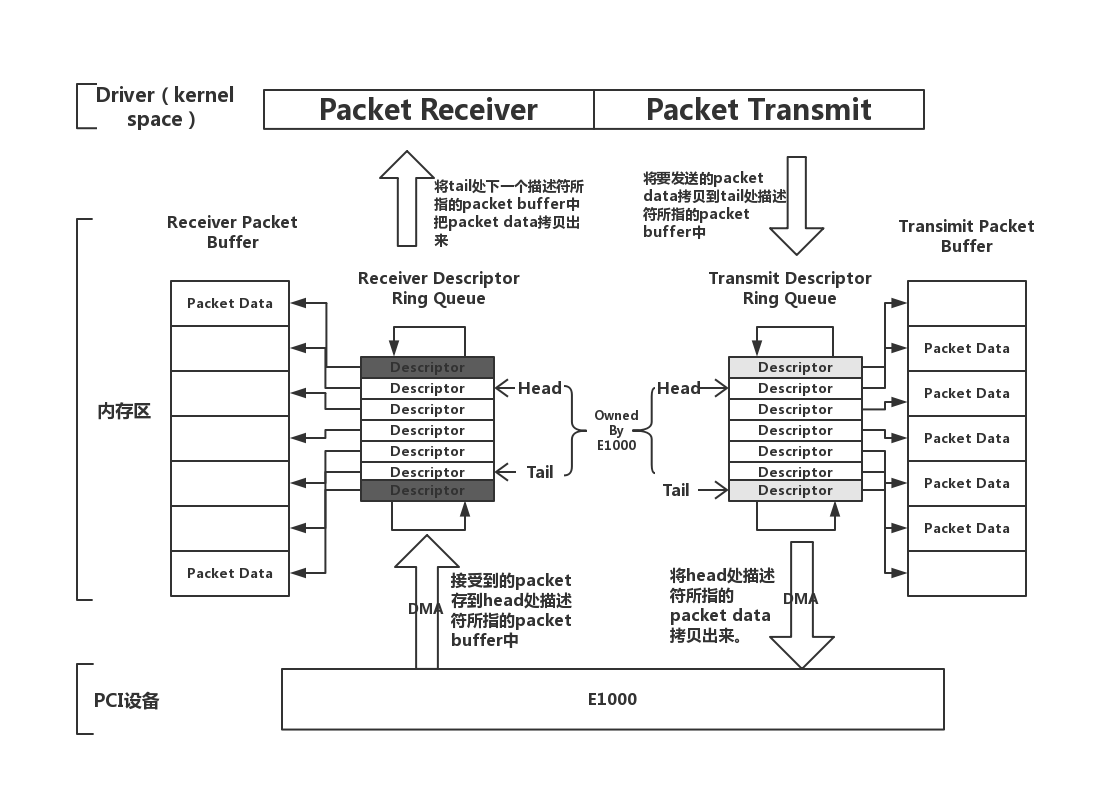 Driver ( kernel
space )
Packet Receiver
Packet Transmit
将tail处下一个描述符所
指的packet buffer中
把packet data拷贝出
来
将要发送的packet
data拷贝到tail处描述
符所指的packet
buffer中
Receiver Packet
Buffer
Transimit Packet
Buffer
Receiver Descriptor
Ring Queue
Transmit Descriptor
Ring Queue
内存区
Packet Data
Packet Data
Descriptor
Descriptor
Descriptor
Descriptor
Descriptor
Descriptor
Descriptor
Head
Tail
Owned
By
E1000
Head
Tail
Descriptor
Descriptor
Descriptor
Descriptor
Descriptor
Descriptor
Descriptor
Packet Data
Packet Data
Packet Data
Packet Data
Packet Data
DMA
接受到的packet
存到head处描述
符所指的packet
buffer中
将head处描述
符所指的
packet data
拷贝出来。
DMA
PCI设备
E1000